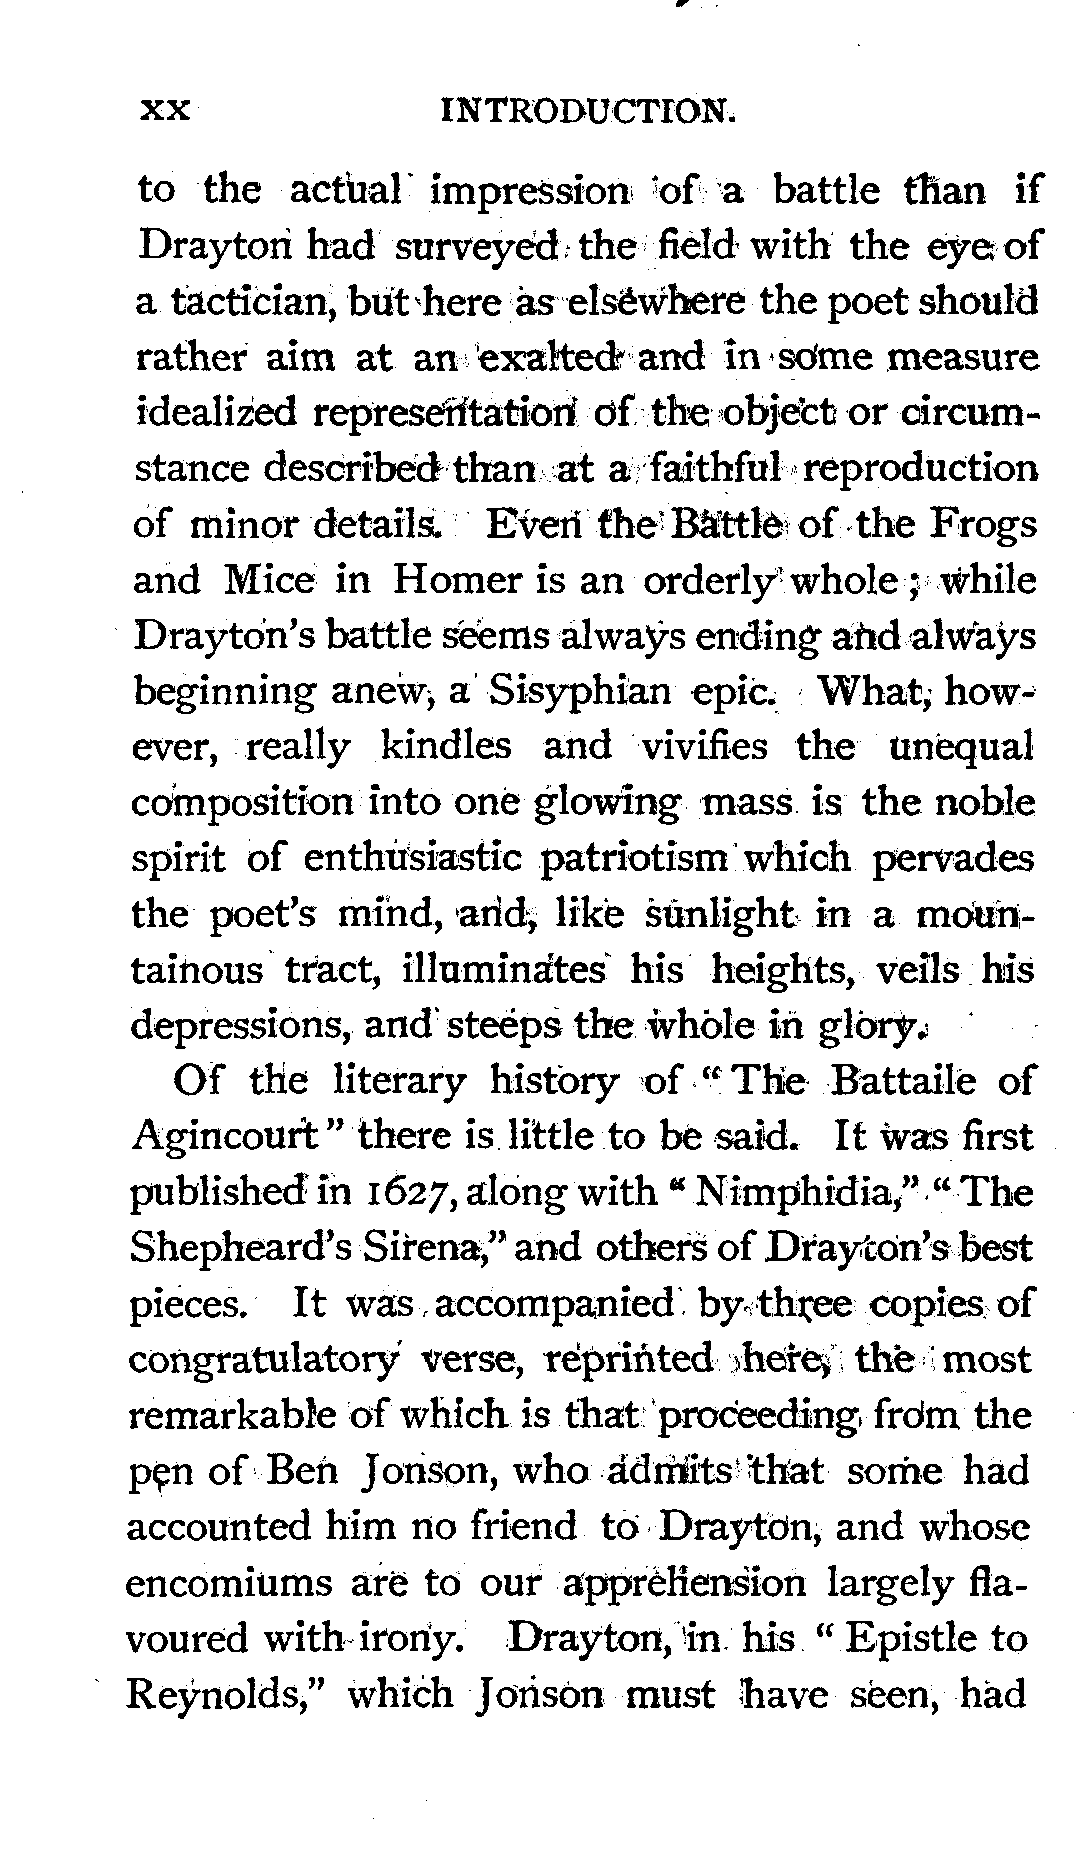 xx INTRODUCTION.
to the actual impression of a battle than if
Drayton had surveyed the field with the eye of
a tactician, but here as elsewhere the poet should
rather aim at an exalted and in some measure
idealized representation of the object or circum-
stance described than at a faithful reproduction
of minor details. Even the Battle of the Frogs
and Mice in Homer is an orderly whole ; while
Drayton's battle seems always ending and always
beginning anew, a Sisyphian epic. What, how-
ever, really kindles and vivifies the unequal
composition into one glowing mass is the noble
spirit of enthusiastic patriotism which pervades
the poet's mind, and, like sunlight in a moun-
tainous tract, illuminates his heights, veils his
depressions, and steeps the whole in glory.
Of the literary history of “ The Battaile of
Agincourt ” there is little to be said. It was first
published in 1627, along with “ Nimphidia,” “ The
Shepheard's Sirena,” and others of Drayton's best
pieces. It was accompanied by three copies of
congratulatory verse, reprinted here, the most
remarkable of which is that proceeding from the
pen of Ben Jonson, who admits that some had
accounted him no friend to Drayton, and whose
encomiums are to our apprehension largely fla-
voured with irony. Drayton, in his “ Epistle to
Reynolds,” which Jonson must have seen, had